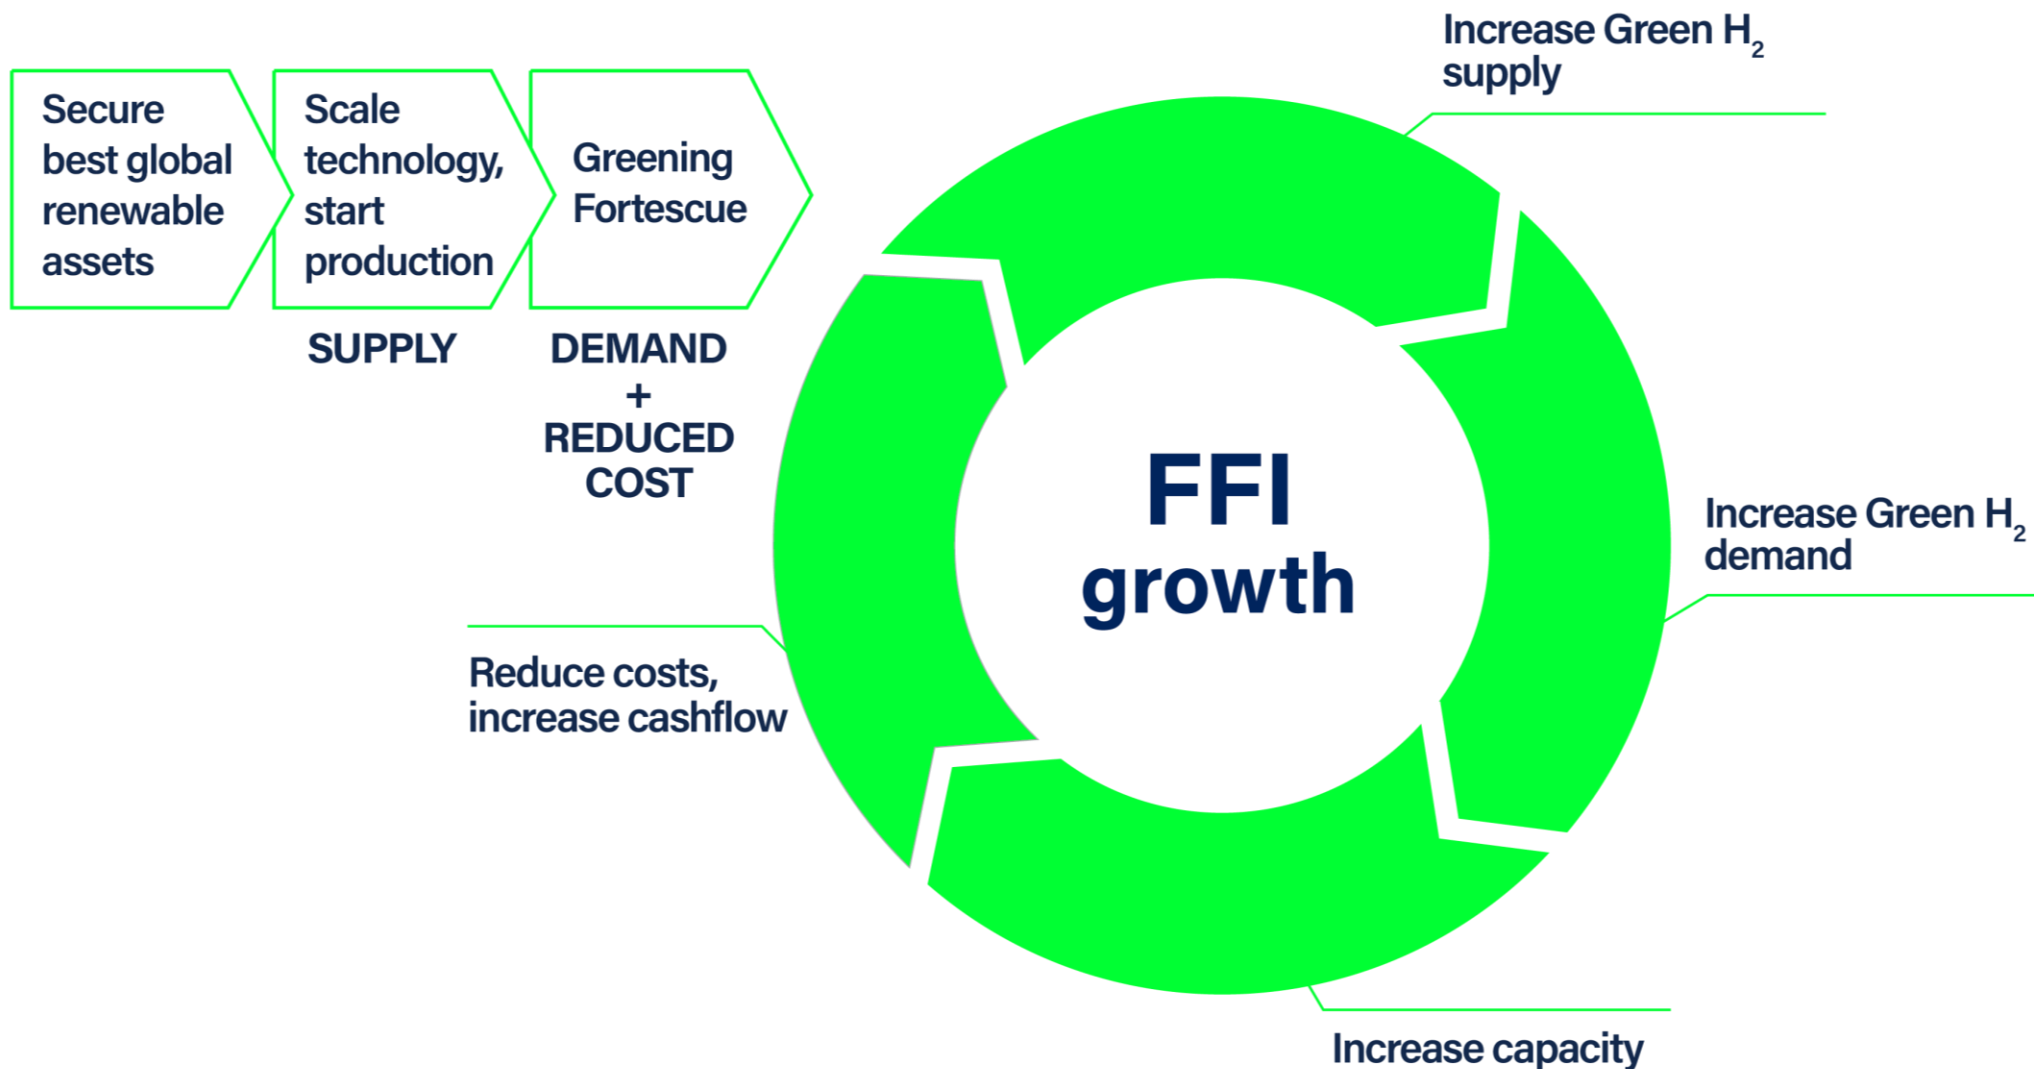 Secure
best global
renewable
assets
Scale
technology,
start
production
Greening
Fortescue
SUPPLY
DEMAND
+
REDUCED
COST
Increase Green H₂
supply
Increase Green H₂
demand
FFI
growth
Reduce costs,
increase cashflow
Increase capacity